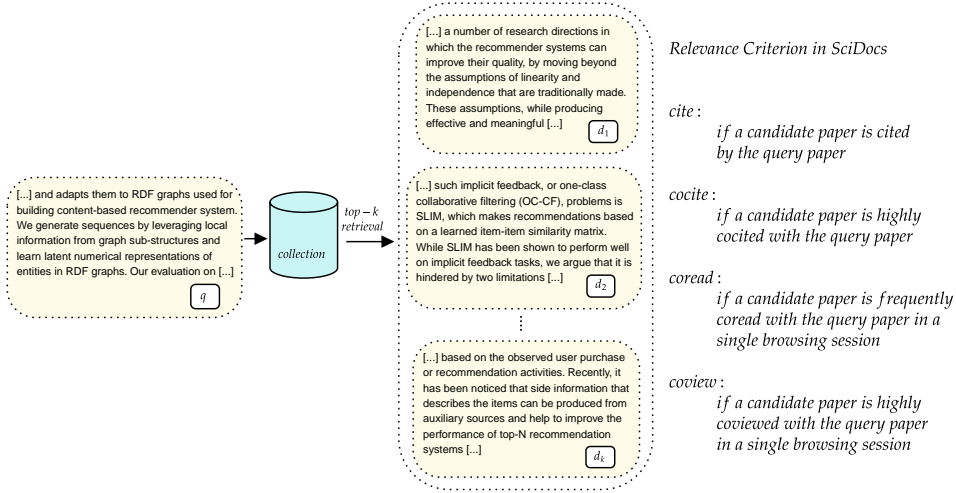 [...] and adapts them to RDF graphs used for
building content-based recommender system.
We generate sequences by leveraging local
information from graph sub-structures and
learn latent numerical representations of
entities in RDF graphs. Our evaluation on [...]
q
collection
top – k
retrieval
[...] a number of research directions in
which the recommender systems can
improve their quality, by moving beyond
the assumptions of linearity and
independence that are traditionally made.
These assumptions, while producing
effective and meaningful [...]
d₁
[...] such implicit feedback, or one-class
collaborative filtering (OC-CF), problems is
SLIM, which makes recommendations based
on a learned item-item similarity matrix.
While SLIM has been shown to perform well
on implicit feedback tasks, we argue that it is
hindered by two limitations [...]
d₂
[...] based on the observed user purchase
or recommendation activities. Recently, it
has been noticed that side information that
describes the items can be produced from
auxiliary sources and help to improve the
performance of top-N recommendation
systems [...]
dₖ
Relevance Criterion in SciDocs
cite :
if a candidate paper is cited
by the query paper
cocite :
if a candidate paper is highly
cocited with the query paper
coread :
if a candidate paper is frequently
coread with the query paper in a
single browsing session
coview :
if a candidate paper is highly
coviewed with the query paper
in a single browsing session